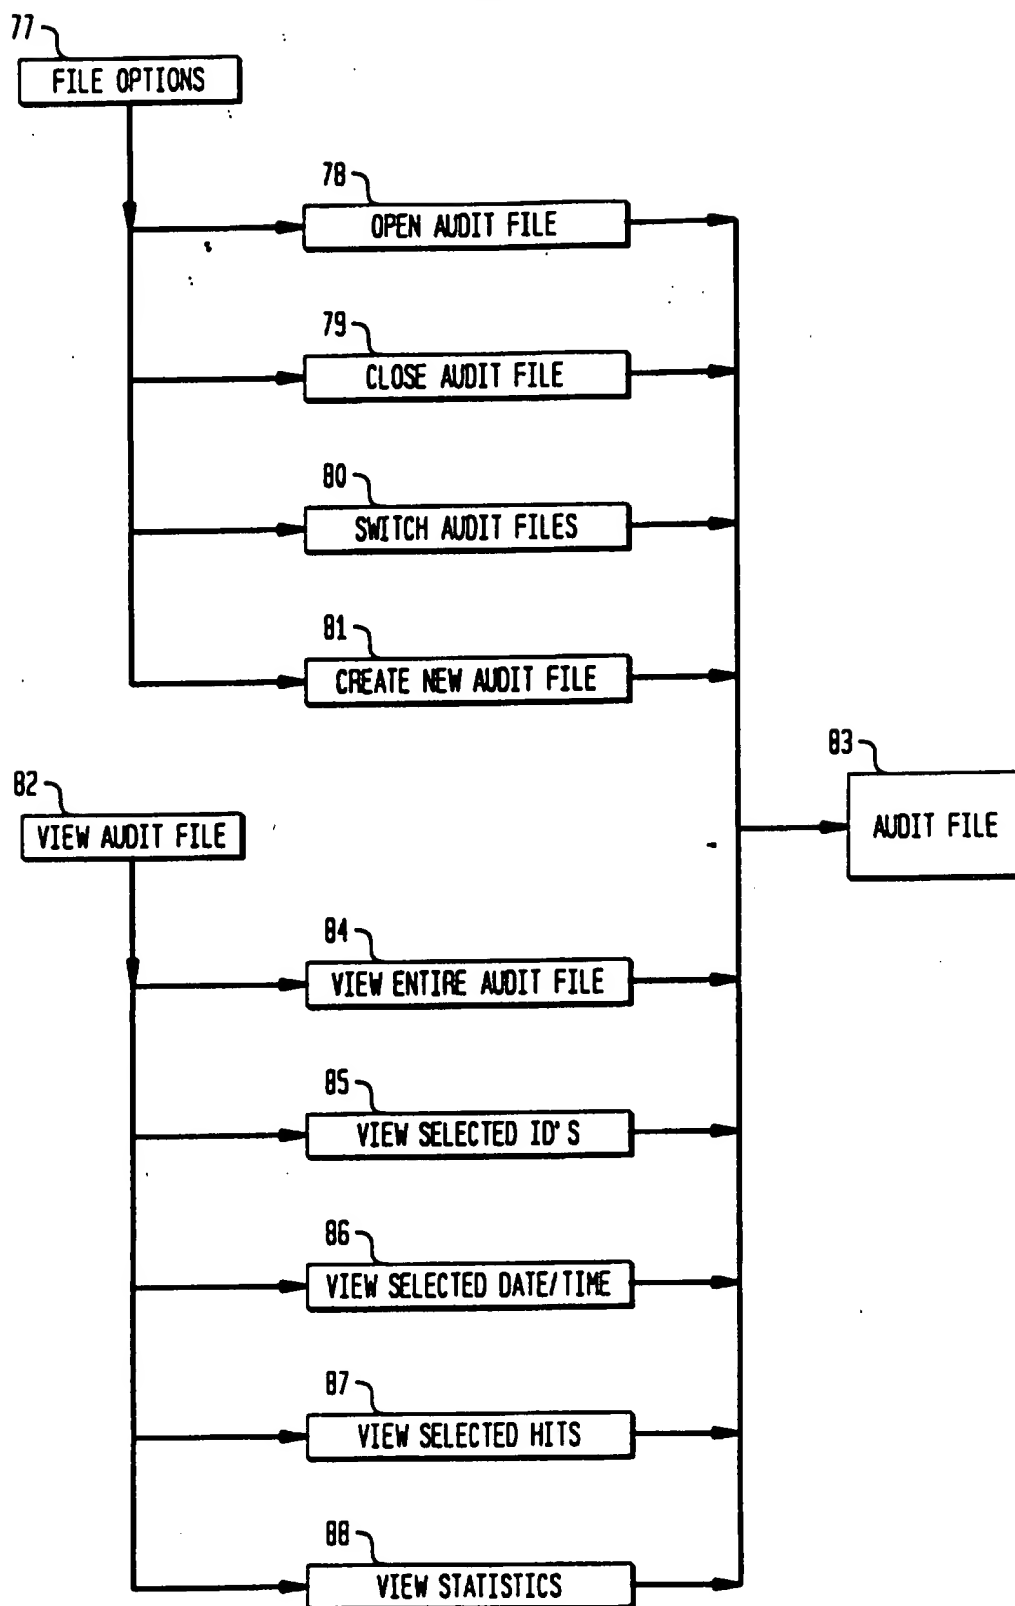 77
FILE OPTIONS
78
OPEN AUDIT FILE
79
CLOSE AUDIT FILE
80
SWITCH AUDIT FILES
81
CREATE NEW AUDIT FILE
82
VIEW AUDIT FILE
83
AUDIT FILE
84
VIEW ENTIRE AUDIT FILE
85
VIEW SELECTED ID'S
86
VIEW SELECTED DATE/TIME
87
VIEW SELECTED HITS
88
VIEW STATISTICS